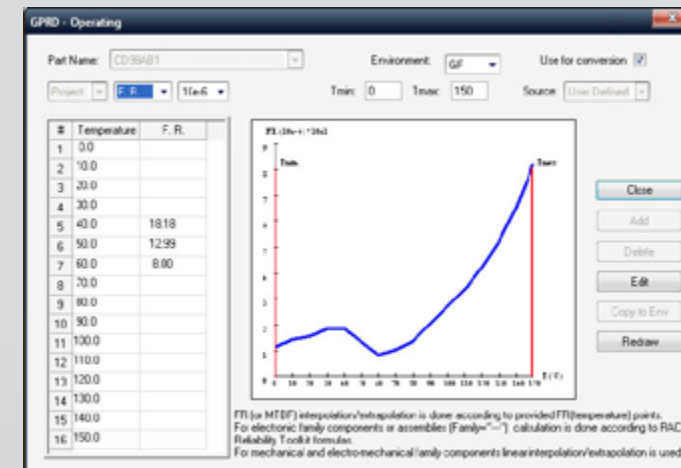 GPRD - Operating
Part Name: CD99AB1 Environment: GF Use for conversion
Project F. R. 10e-6 Tmin: 0 Tmax: 150 Source: User Defined
# Temperature F. R.
1 0.0
2 10.0
3 20.0
4 30.0
5 40.0 18.18
6 50.0 12.99
7 60.0 8.00
8 70.0
9 80.0
10 90.0
11 100.0
12 110.0
13 120.0
14 130.0
15 140.0
16 150.0
Tmin Tmax
Close
Add
Delete
Edit
Copy to Env
Redraw
FR (or MTBF) interpolation/extrapolation is done according to provided FR(temperature) points.
For electronic family components or assemblies (Family="---") calculation is done according to RAC
Reliability Toolkit formulas.
For mechanical and electro-mechanical family components linear interpolation/extrapolation is used